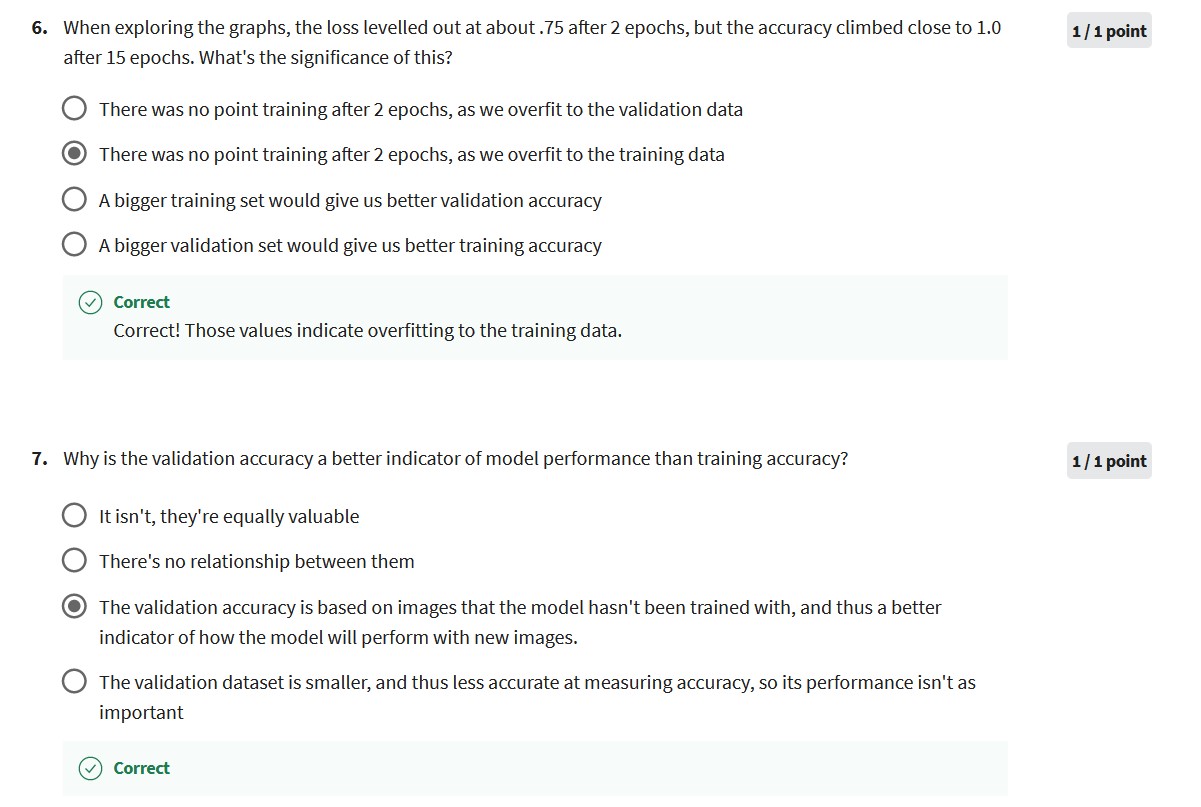 6. When exploring the graphs, the loss levelled out at about .75 after 2 epochs, but the accuracy climbed close to 1.0
after 15 epochs. What's the significance of this?
1 / 1 point
There was no point training after 2 epochs, as we overfit to the validation data
There was no point training after 2 epochs, as we overfit to the training data
A bigger training set would give us better validation accuracy
A bigger validation set would give us better training accuracy
Correct
Correct! Those values indicate overfitting to the training data.
7. Why is the validation accuracy a better indicator of model performance than training accuracy?
1 / 1 point
It isn't, they're equally valuable
There's no relationship between them
The validation accuracy is based on images that the model hasn't been trained with, and thus a better
indicator of how the model will perform with new images.
The validation dataset is smaller, and thus less accurate at measuring accuracy, so its performance isn't as
important
Correct